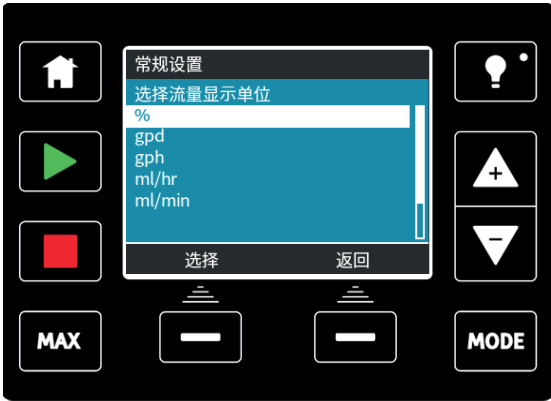 常规设置
选择流量显示单位
%
gpd
gph
ml/hr
ml/min
选择 返回
+
−
MAX
MODE